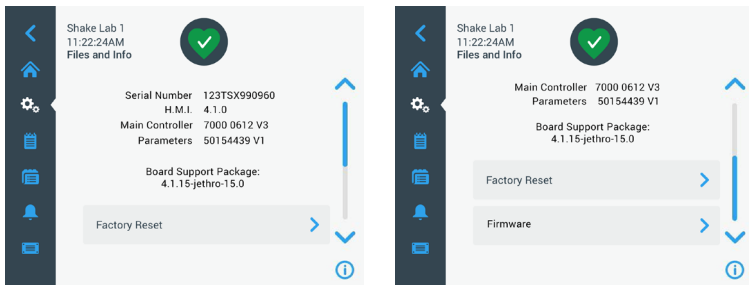 Shake Lab 1
11:22:24AM
Files and Info
Serial Number 123TSX990960
H.M.I. 4.1.0
Main Controller 7000 0612 V3
Parameters 50154439 V1
Board Support Package:
4.1.15-jethro-15.0
Factory Reset
Shake Lab 1
11:22:24AM
Files and Info
Main Controller 7000 0612 V3
Parameters 50154439 V1
Board Support Package:
4.1.15-jethro-15.0
Factory Reset
Firmware